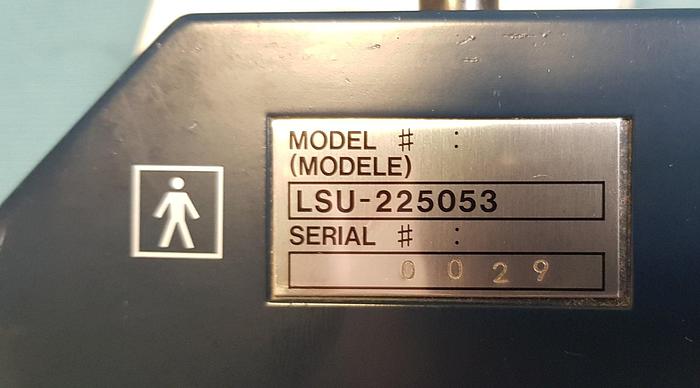 MODEL # :
(MODELE)
LSU-225053
SERIAL # :
0029